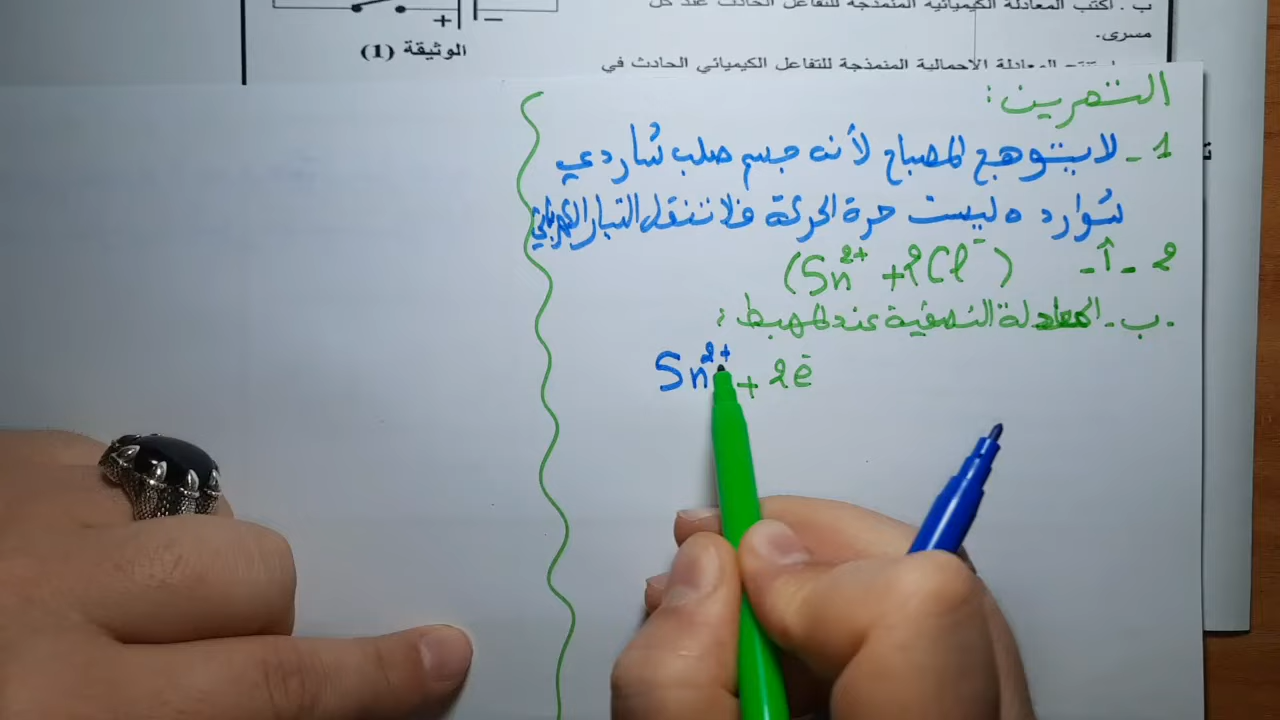 ب. اكتب المعادلة الكيميائية المنمذجة للتفاعل الحادث عند كل
مسرى.
المعادلة الاجمالية المنمذجة للتفاعل الكيميائي الحادث في
+ −
الوثيقة (1)
التمرين :
1 - لا يتوهج المصباح لأنه جسم صلب شاردي
شوارده ليست حرة الحركة فلا تنقل التيار الكهربائي
2 - أ - (Sn²⁺ + 2Cl⁻)
ب - المعادلة النصفية عند المهبط :
Sn²⁺ + 2e⁻